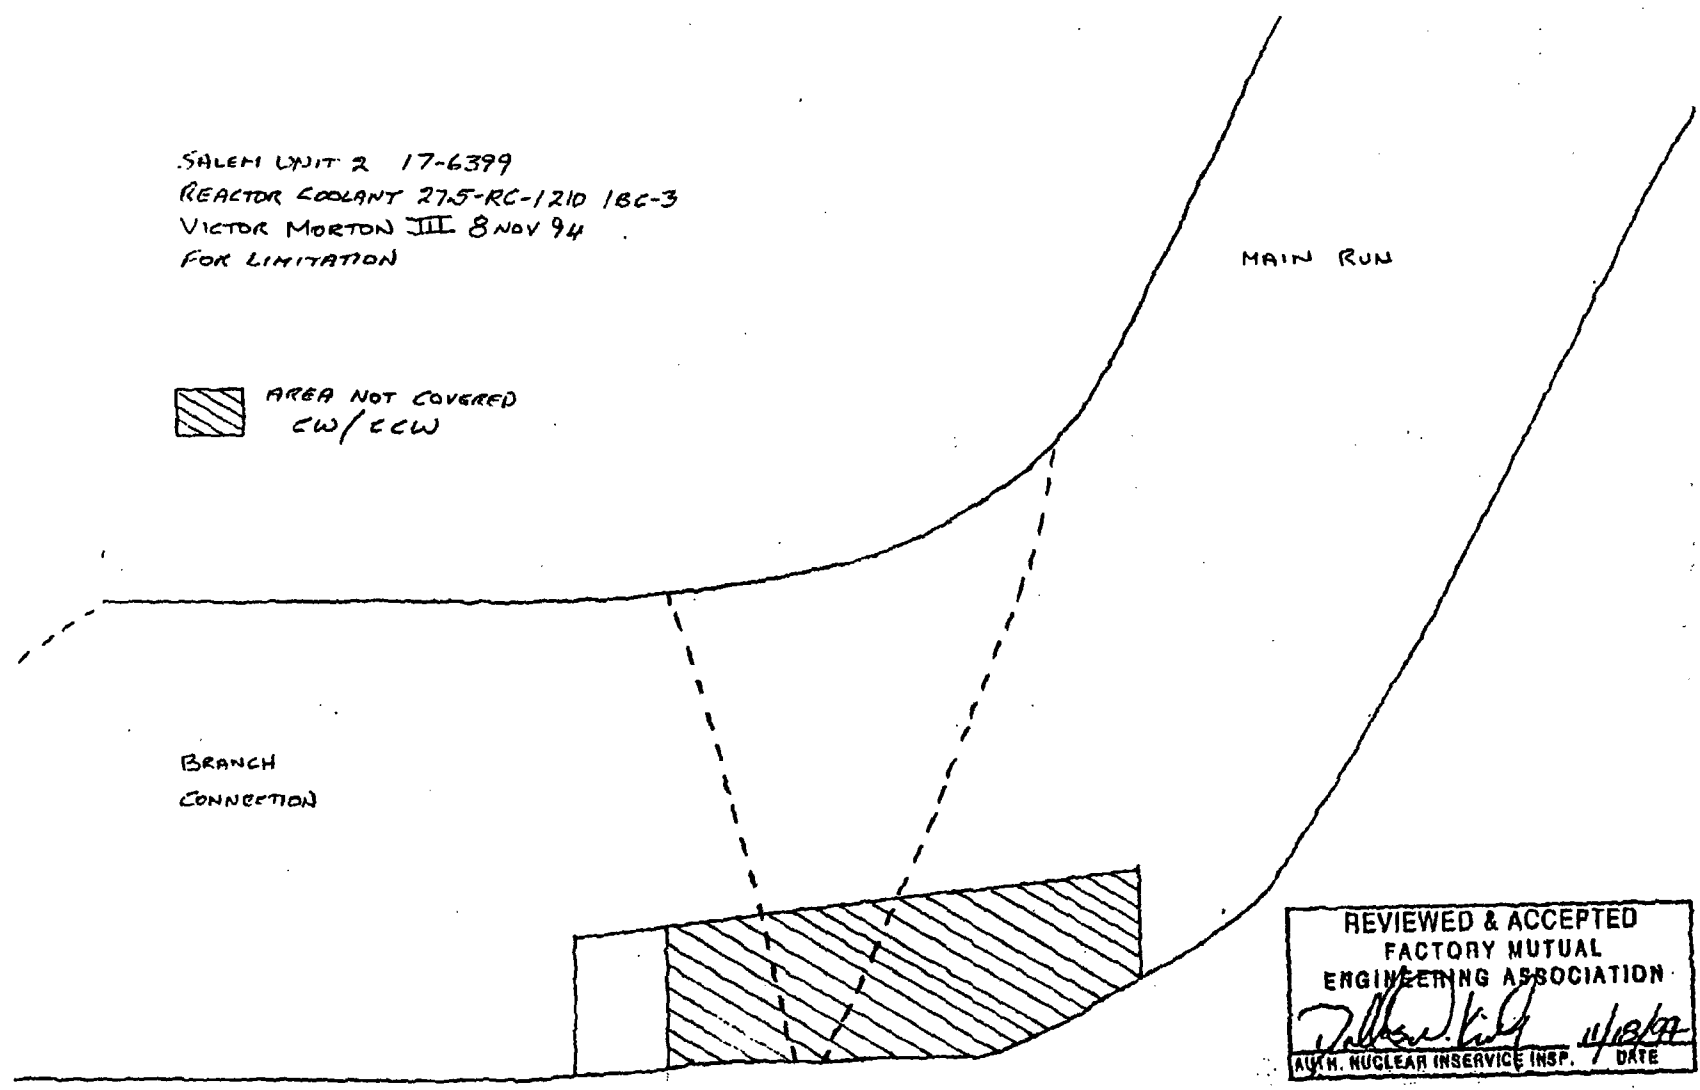 SALEM UNIT 2 17-6399
REACTOR COOLANT 27.5-RC-1210 IBC-3
VICTOR MORTON III 8 NOV 94
FOR LIMITATION
MAIN RUN
AREA NOT COVERED
CW/CCW
BRANCH
CONNECTION
REVIEWED & ACCEPTED
FACTORY MUTUAL
ENGINEERING ASSOCIATION
AUTH. NUCLEAR INSERVICE INSP. DATE